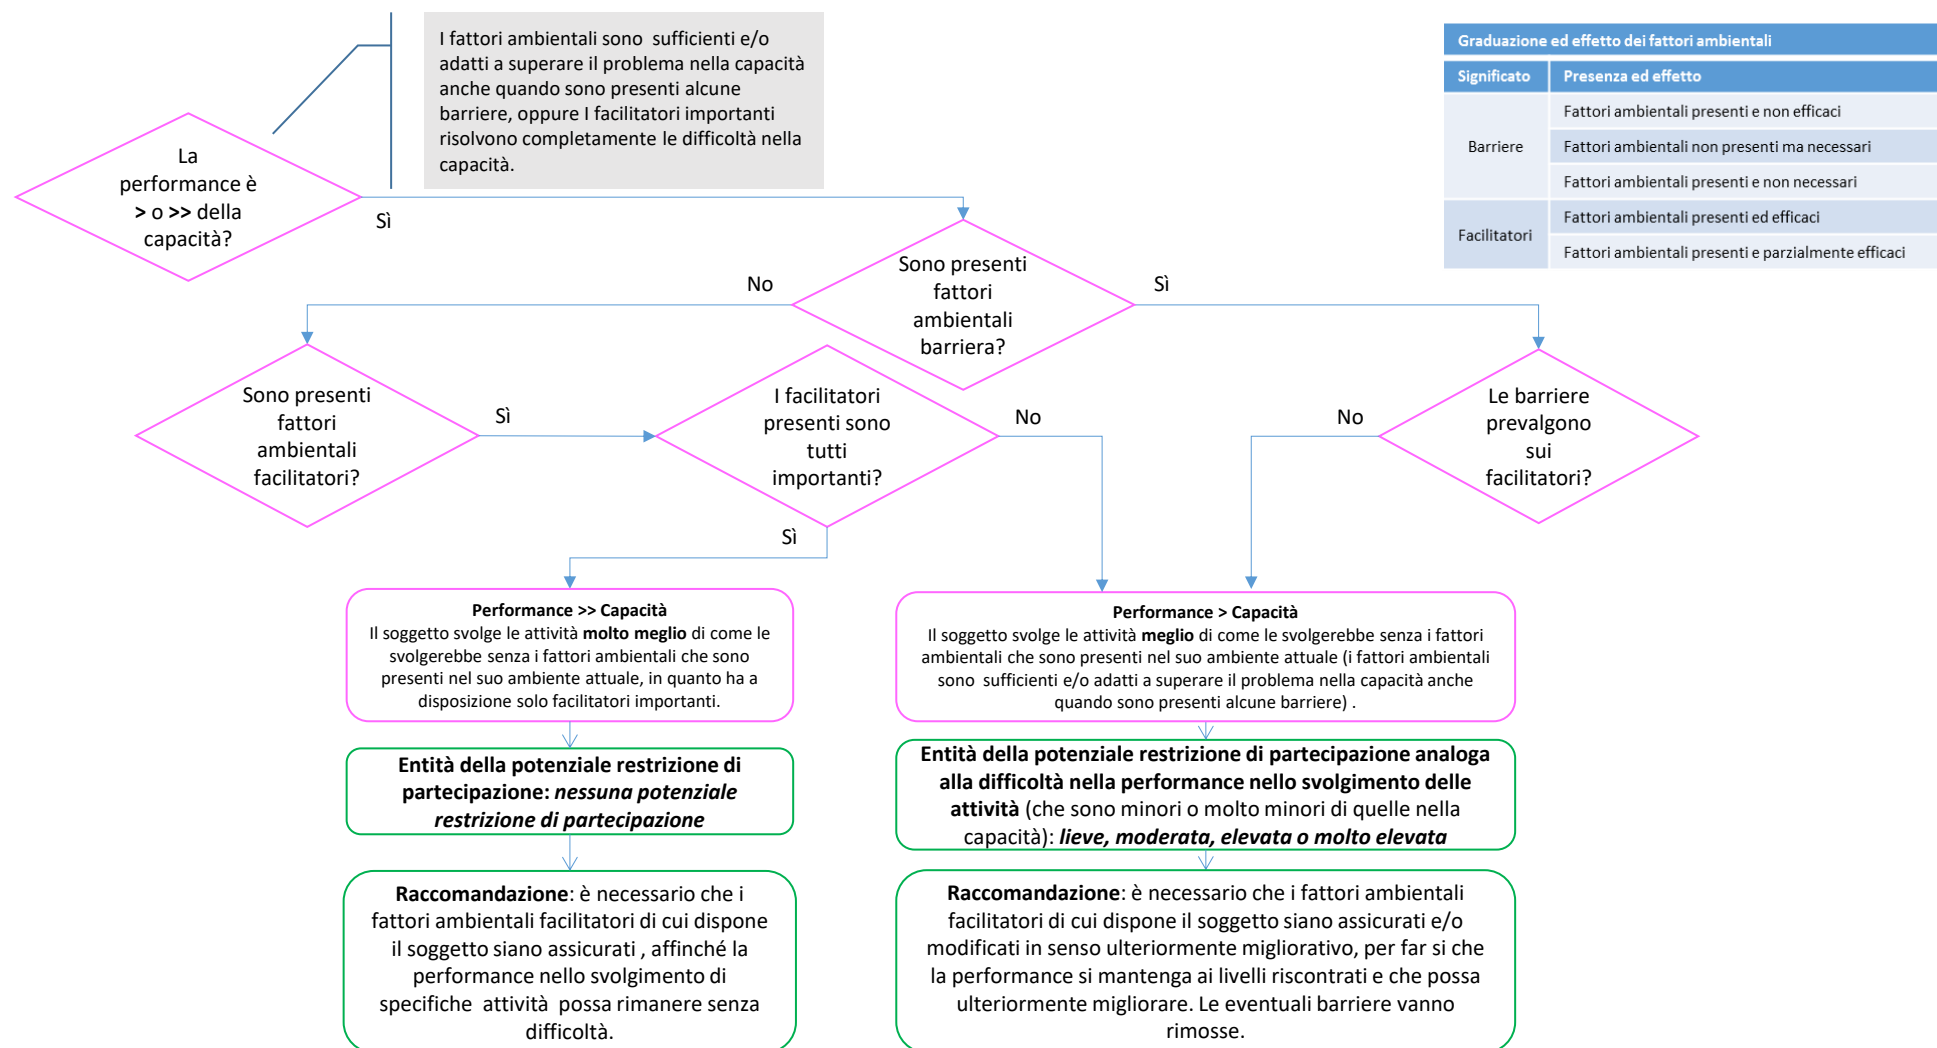 I fattori ambientali sono  sufficienti e/o
adatti a superare il problema nella capacità
anche quando sono presenti alcune
barriere, oppure I facilitatori importanti
risolvono completamente le difficoltà nella
capacità.
Graduazione ed effetto dei fattori ambientali
Significato Presenza ed effetto
Barriere
Fattori ambientali presenti e non efficaci
Fattori ambientali non presenti ma necessari
Fattori ambientali presenti e non necessari
Facilitatori
Fattori ambientali presenti ed efficaci
Fattori ambientali presenti e parzialmente efficaci
La
performance è
> o >> della
capacità?
Sì
Sono presenti
fattori
ambientali
barriera?
No
Sì
Sono presenti
fattori
ambientali
facilitatori?
Sì
I facilitatori
presenti sono
tutti
importanti?
No
Sì
No
Le barriere
prevalgono
sui
facilitatori?
Performance >> Capacità
Il soggetto svolge le attività molto meglio di come le
svolgerebbe senza i fattori ambientali che sono
presenti nel suo ambiente attuale, in quanto ha a
disposizione solo facilitatori importanti.
Performance > Capacità
Il soggetto svolge le attività meglio di come le svolgerebbe senza i fattori
ambientali che sono presenti nel suo ambiente attuale (i fattori ambientali
sono  sufficienti e/o adatti a superare il problema nella capacità anche
quando sono presenti alcune barriere) .
Entità della potenziale restrizione di
partecipazione: nessuna potenziale
restrizione di partecipazione
Entità della potenziale restrizione di partecipazione analoga
alla difficoltà nella performance nello svolgimento delle
attività (che sono minori o molto minori di quelle nella
capacità): lieve, moderata, elevata o molto elevata
Raccomandazione: è necessario che i
fattori ambientali facilitatori di cui dispone
il soggetto siano assicurati , affinché la
performance nello svolgimento di
specifiche  attività  possa rimanere senza
difficoltà.
Raccomandazione: è necessario che i fattori ambientali
facilitatori di cui dispone il soggetto siano assicurati e/o
modificati in senso ulteriormente migliorativo, per far si che
la performance si mantenga ai livelli riscontrati e che possa
ulteriormente migliorare. Le eventuali barriere vanno
rimosse.